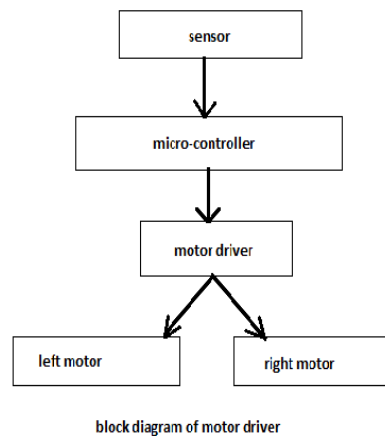 sensor
micro-controller
motor driver
left motor
right motor
block diagram of motor driver